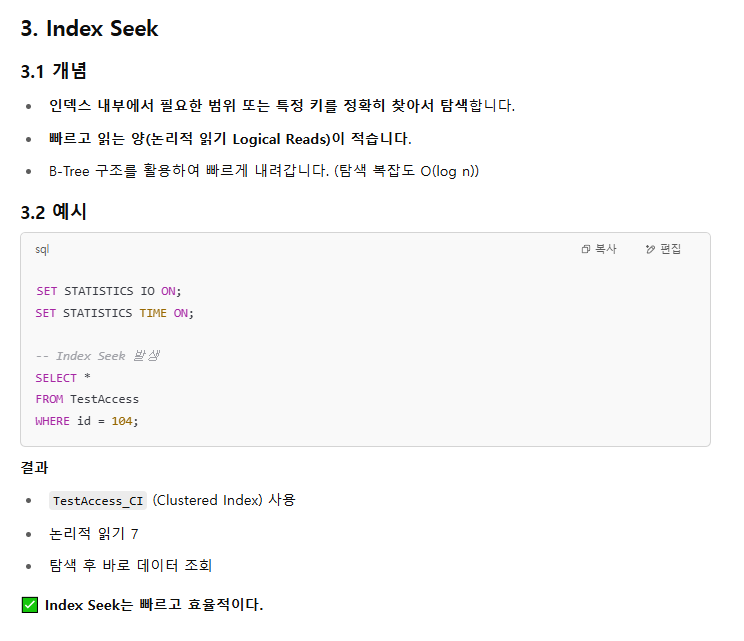 3. Index Seek
3.1 개념
• 인덱스 내부에서 필요한 범위 또는 특정 키를 정확히 찾아서 탐색합니다.
• 빠르고 읽는 양(논리적 읽기 Logical Reads)이 적습니다.
• B-Tree 구조를 활용하여 빠르게 내려갑니다. (탐색 복잡도 O(log n))
3.2 예시
sql 복사 편집
SET STATISTICS IO ON;
SET STATISTICS TIME ON;
-- Index Seek 발생
SELECT *
FROM TestAccess
WHERE id = 104;
결과
• TestAccess_CI (Clustered Index) 사용
• 논리적 읽기 7
• 탐색 후 바로 데이터 조회
✅ Index Seek는 빠르고 효율적이다.